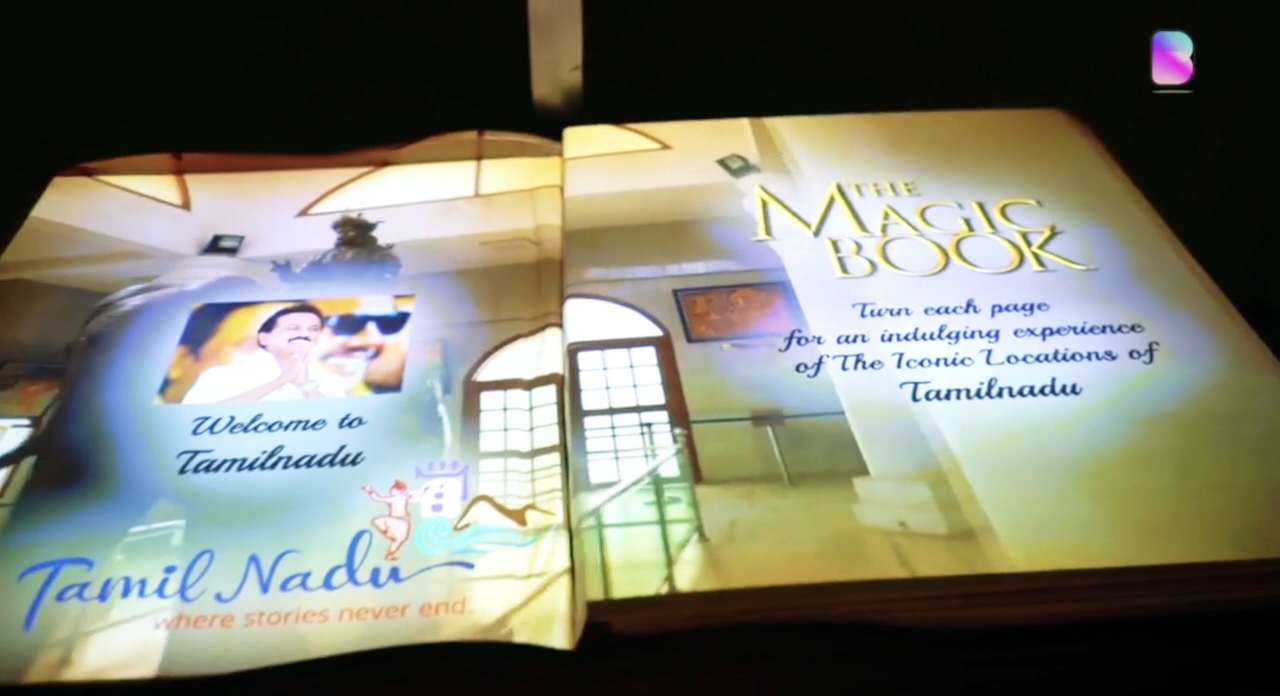 Welcome to
Tamilnadu
Tamil Nadu
where stories never end.
THE
MAGIC
BOOK
Turn each page
for an indulging experience
of The Iconic Locations of
Tamilnadu
B